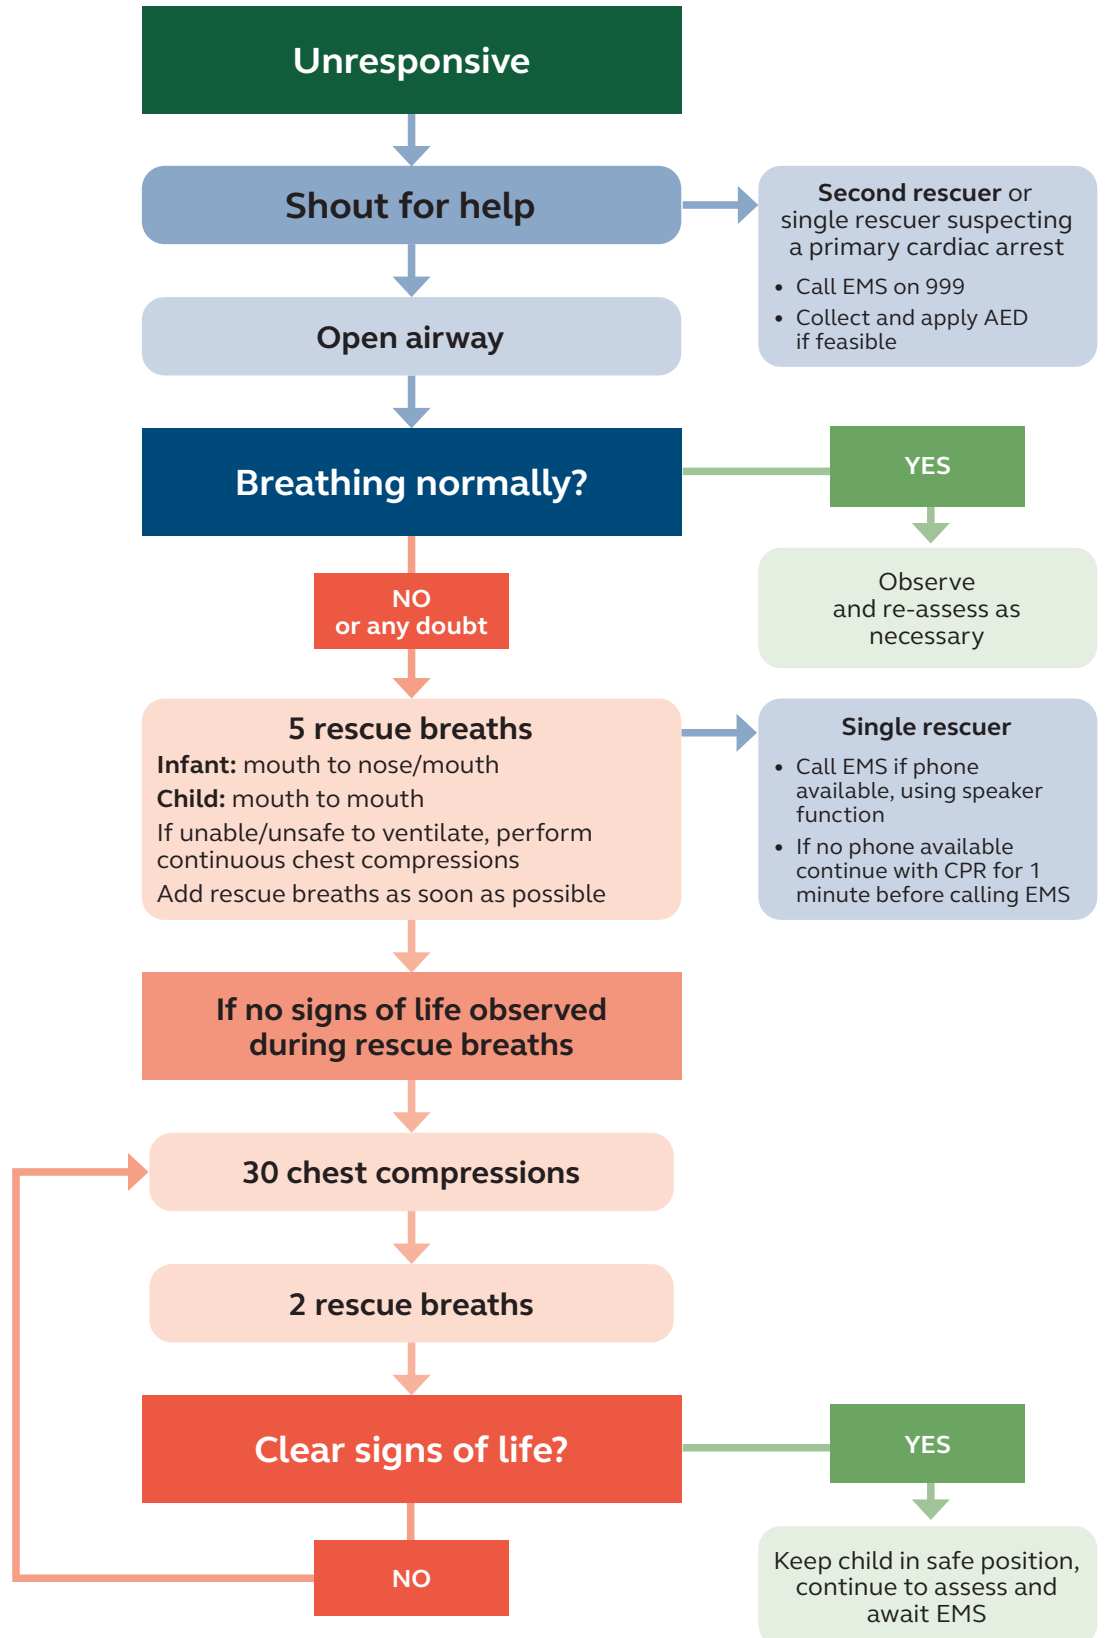 Unresponsive
Shout for help
Second rescuer or
single rescuer suspecting
a primary cardiac arrest
• Call EMS on 999
• Collect and apply AED
if feasible
Open airway
Breathing normally?
YES
Observe
and re-assess as
necessary
NO
or any doubt
5 rescue breaths
Infant: mouth to nose/mouth
Child: mouth to mouth
If unable/unsafe to ventilate, perform
continuous chest compressions
Add rescue breaths as soon as possible
Single rescuer
• Call EMS if phone
available, using speaker
function
• If no phone available
continue with CPR for 1
minute before calling EMS
If no signs of life observed
during rescue breaths
30 chest compressions
2 rescue breaths
Clear signs of life?
YES
Keep child in safe position,
continue to assess and
await EMS
NO